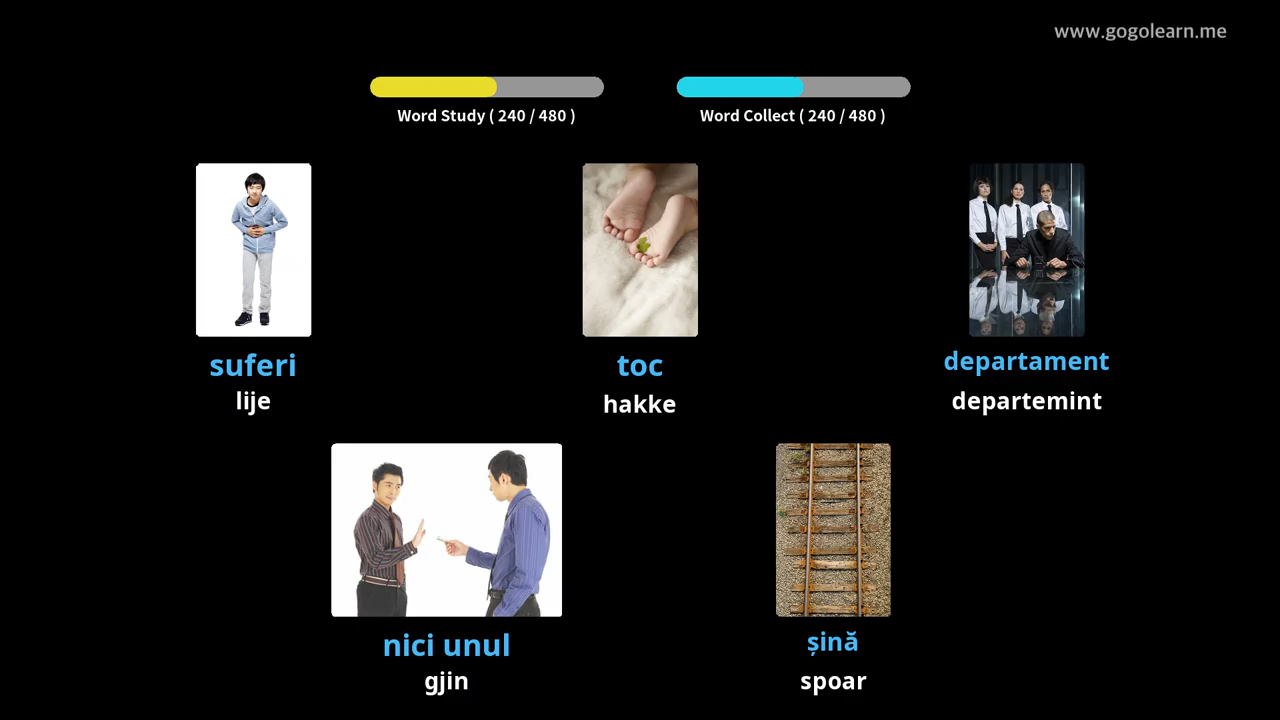 www.gogolearn.me
Word Study ( 240 / 480 )
Word Collect ( 240 / 480 )
suferi
lije
toc
hakke
departament
departemint
nici unul
gjin
șină
spoar